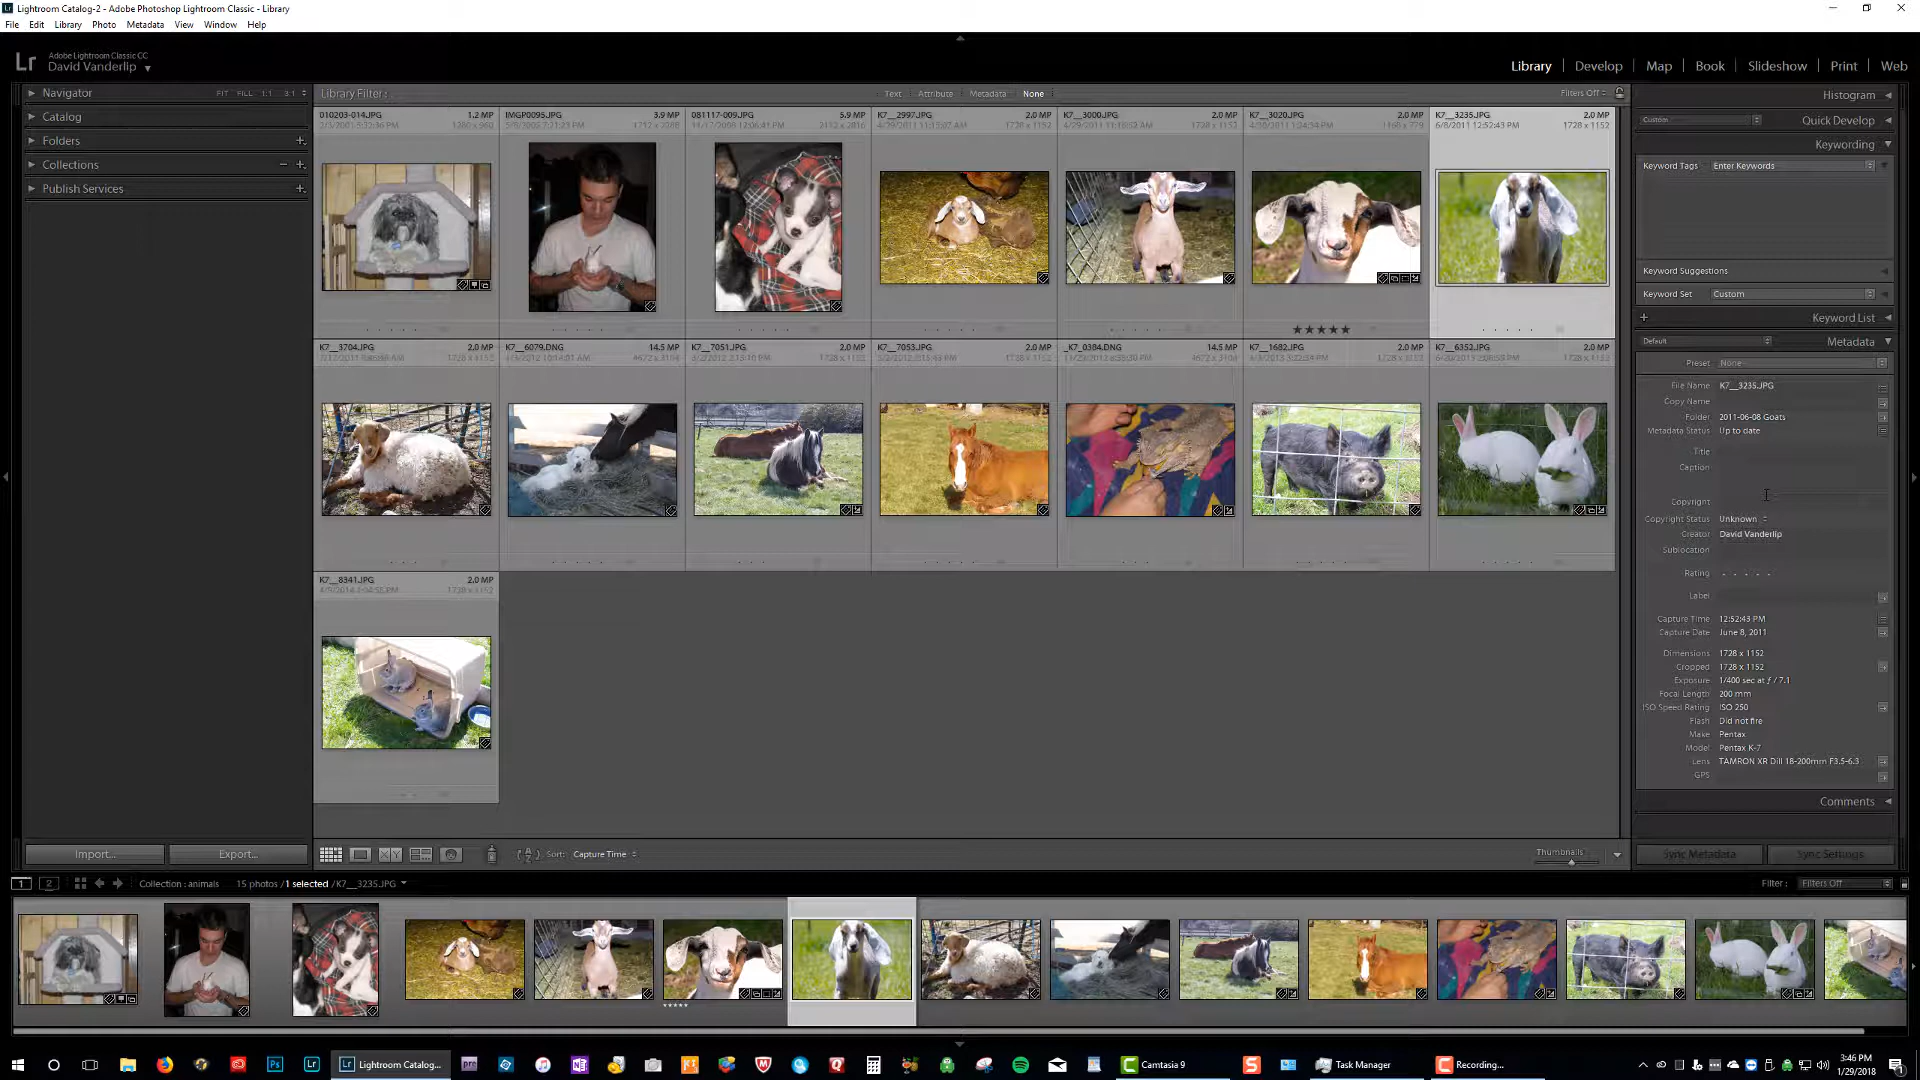 Lightroom Catalog-2 - Adobe Photoshop Lightroom Classic - Library
File Edit Library Photo Metadata View Window Help
Lr Adobe Lightroom Classic CC
David Vanderlip
Library Develop Map Book Slideshow Print Web
Navigator FIT FILL 1:1 3:1
Catalog
Folders
Collections
Publish Services
Library Filter: Text Attribute Metadata None Filters Off
010203-014.JPG 1.2 MP
IMGP0095.JPG 3.9 MP
081117-009.JPG 5.9 MP
K7__2997.JPG 2.0 MP
K7__3000.JPG 2.0 MP
K7__3020.JPG 2.0 MP
K7__3235.JPG 2.0 MP
6/8/2011 12:52:43 PM 1728 x 1152
K7__3704.JPG 2.0 MP
K7__6079.DNG 14.5 MP
K7__7051.JPG 2.0 MP
K7__7053.JPG 2.0 MP
_K7_0384.DNG 14.5 MP
K7__1682.JPG 2.0 MP
K7__6352.JPG 2.0 MP
K7__8341.JPG 2.0 MP
Histogram
Custom Quick Develop
Keywording
Keyword Tags Enter Keywords
Keyword Suggestions
Keyword Set Custom
Keyword List
Default Metadata
Preset None
File Name K7__3235.JPG
Copy Name
Folder 2011-06-08 Goats
Metadata Status Up to date
Title
Caption
Copyright
Copyright Status Unknown
Creator David Vanderlip
Sublocation
Rating
Label
Capture Time 12:52:43 PM
Capture Date June 8, 2011
Dimensions 1728 x 1152
Cropped 1728 x 1152
Exposure 1/400 sec at ƒ / 7.1
Focal Length 200 mm
ISO Speed Rating ISO 250
Flash Did not fire
Make Pentax
Model Pentax K-7
Lens TAMRON XR DiII 18-200mm F3.5-6.3
GPS
Comments
Sync Metadata Sync Settings
Import... Export...
Sort: Capture Time
Thumbnails
1 2 Collection : animals 15 photos / 1 selected / K7__3235.JPG
Filter : Filters Off
Lightroom Catalog...
Camtasia 9
Task Manager
Recording...
3:46 PM
1/29/2018